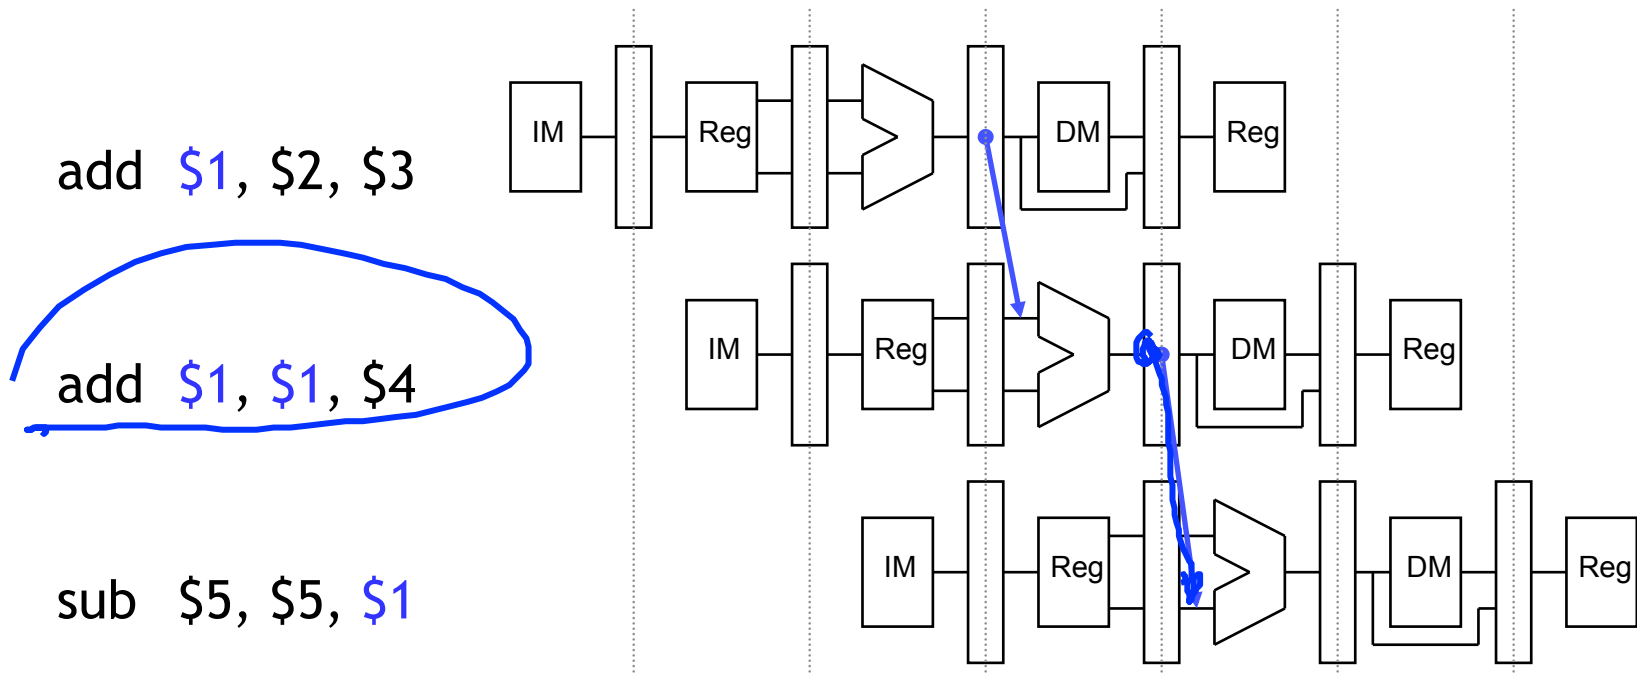 IM Reg DM Reg
add $1, $2, $3
IM Reg DM Reg
add $1, $1, $4
IM Reg DM Reg
sub $5, $5, $1